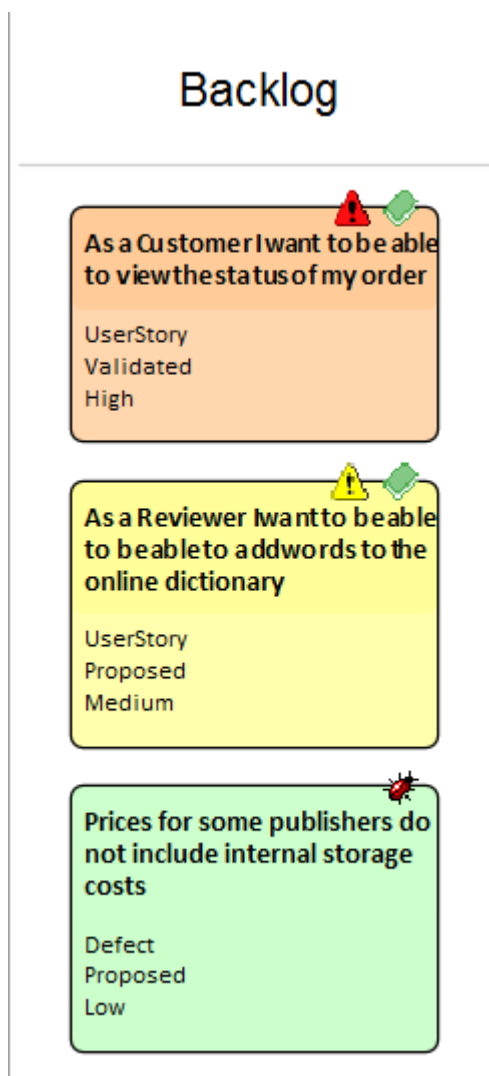 Backlog
As a Customer I want to be able
to view the status of my order
UserStory
Validated
High
As a Reviewer I want to be able
to be able to add words to the
online dictionary
UserStory
Proposed
Medium
Prices for some publishers do
not include internal storage
costs
Defect
Proposed
Low